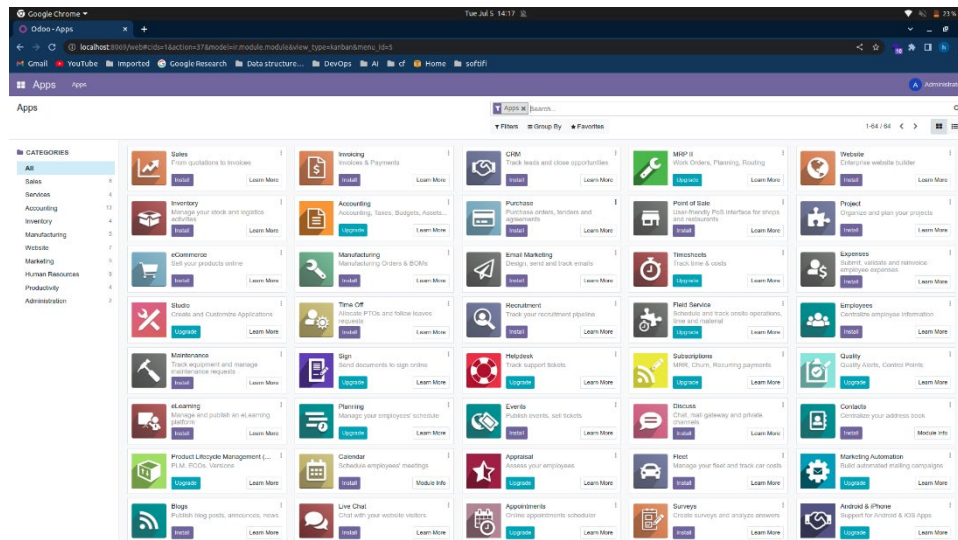 Google Chrome
Tue Jul 5 14:17
23 %
Odoo - Apps
localhost:8069/web#cids=1&action=37&model=ir.module.module&view_type=kanban&menu_id=5
Gmail YouTube Imported Google Research Data structure... DevOps AI cf Home softifi
Apps Apps
A Administrat
Apps
Apps x Search...
Filters Group By Favorites
1-64 / 64
CATEGORIES
All
Sales
Services
Accounting
Inventory
Manufacturing
Website
Marketing
Human Resources
Productivity
Administration
Sales
From quotations to invoices
Install Learn More
Invoicing
Invoices & Payments
Install Learn More
CRM
Track leads and close opportunities
Install Learn More
MRP II
Work Orders, Planning, Routing
Upgrade Learn More
Website
Enterprise website builder
Install Learn More
Inventory
Manage your stock and logistics
activities
Install Learn More
Accounting
Accounting, Taxes, Budgets, Assets...
Upgrade Learn More
Purchase
Purchase orders, tenders and
agreements
Install Learn More
Point of Sale
User-friendly PoS interface for shops
and restaurants
Install Learn More
Project
Organize and plan your projects
Install Learn More
eCommerce
Sell your products online
Install Learn More
Manufacturing
Manufacturing Orders & BOMs
Install Learn More
Email Marketing
Design, send and track emails
Install Learn More
Timesheets
Track time & costs
Upgrade Learn More
Expenses
Submit, validate and reinvoice
employee expenses
Install Learn More
Studio
Create and Customize Applications
Upgrade Learn More
Time Off
Allocate PTOs and follow leaves
requests
Install Learn More
Recruitment
Track your recruitment pipeline
Install Learn More
Field Service
Schedule and track onsite operations,
time and material
Upgrade Learn More
Employees
Centralize employee information
Install Learn More
Maintenance
Track equipment and manage
maintenance requests
Install Learn More
Sign
Send documents to sign online
Upgrade Learn More
Helpdesk
Track support tickets
Upgrade Learn More
Subscriptions
MRR, Churn, Recurring payments
Upgrade Learn More
Quality
Quality Alerts, Control Points
Upgrade Learn More
eLearning
Manage and publish an eLearning
platform
Install Learn More
Planning
Manage your employees' schedule
Upgrade Learn More
Events
Publish events, sell tickets
Install Learn More
Discuss
Chat, mail gateway and private
channels
Install Learn More
Contacts
Centralize your address book
Install Module Info
Product Lifecycle Management (...
PLM, ECOs, Versions
Upgrade Learn More
Calendar
Schedule employees' meetings
Install Module Info
Appraisal
Assess your employees
Upgrade Learn More
Fleet
Manage your fleet and track car costs
Install Learn More
Marketing Automation
Build automated mailing campaigns
Upgrade Learn More
Blogs
Publish blog posts, announces, news
Install Learn More
Live Chat
Chat with your website visitors
Install Learn More
Appointments
Online appointments scheduler
Upgrade Learn More
Surveys
Create surveys and analyze answers
Install Learn More
Android & iPhone
Support for Android & iOS Apps
Upgrade Learn More